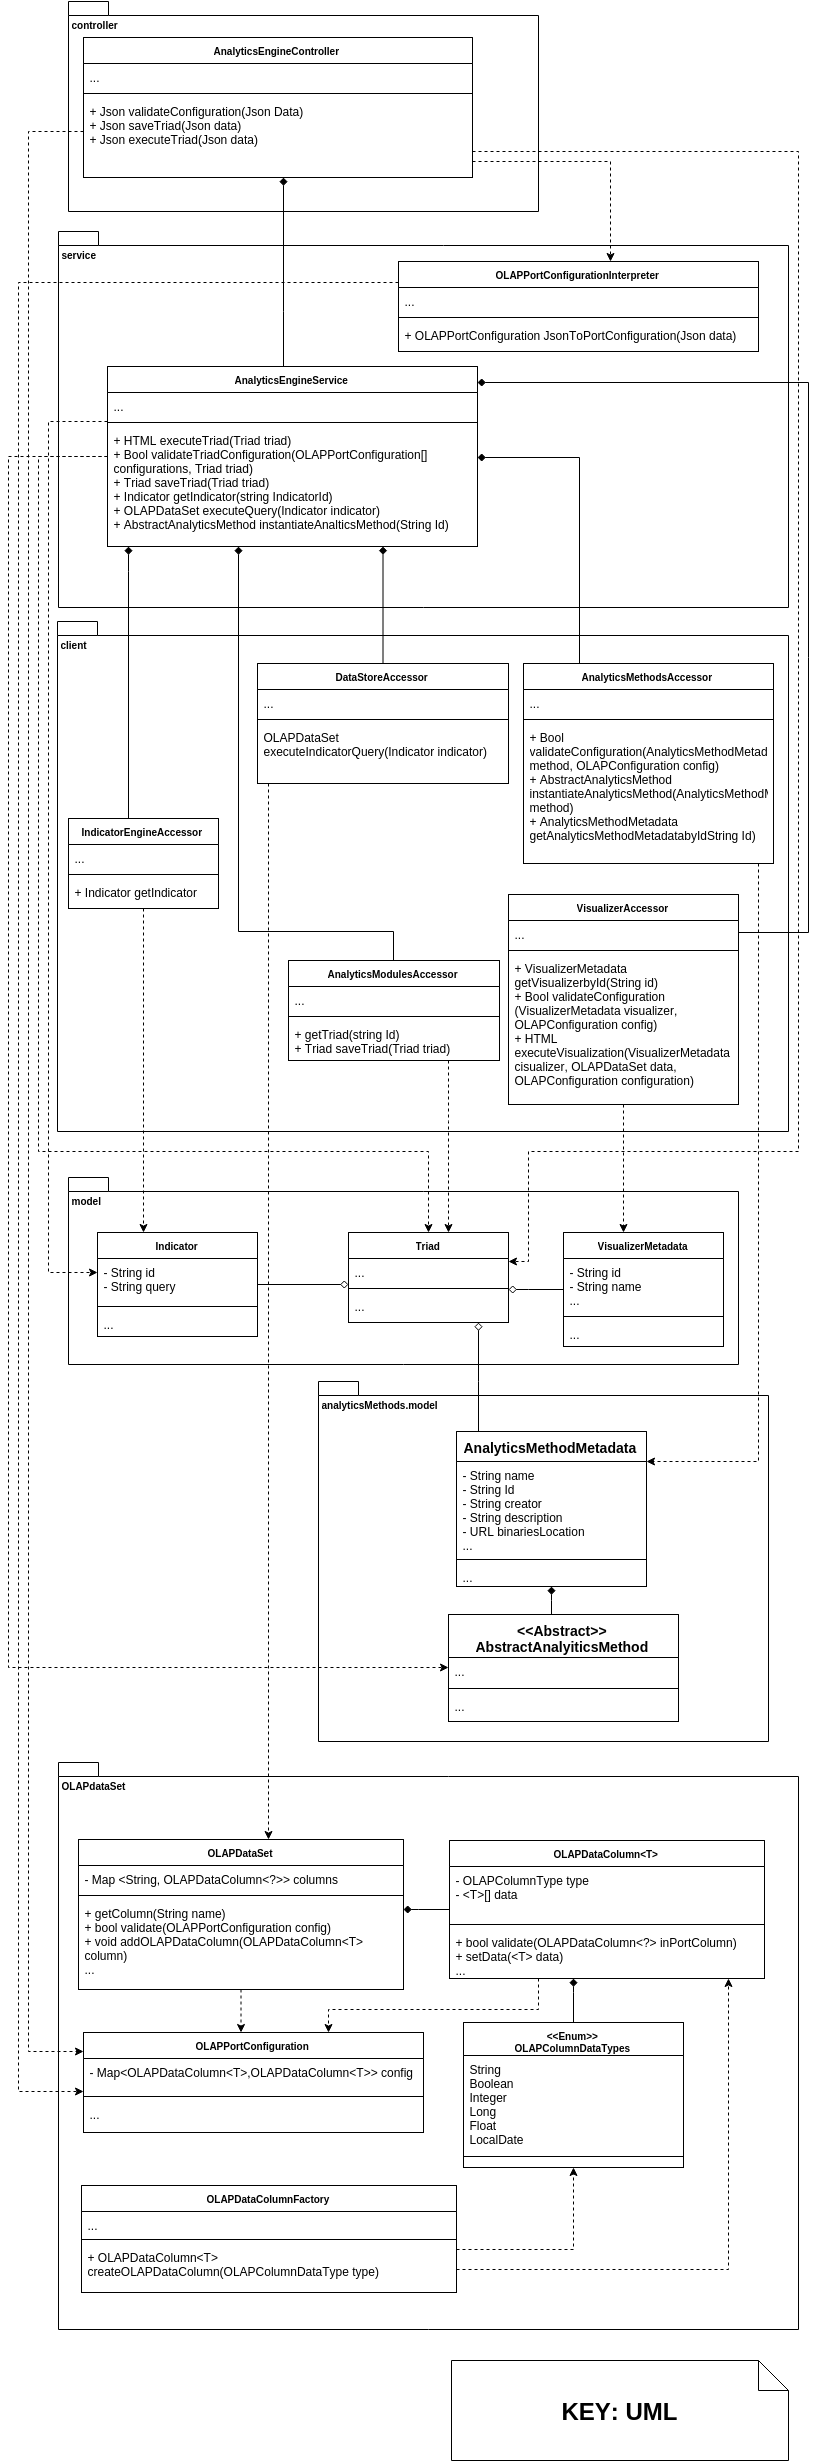 controller
AnalyticsEngineController
...
+ Json validateConfiguration(Json Data)
+ Json saveTriad(Json data)
+ Json executeTriad(Json data)
service
OLAPPortConfigurationInterpreter
...
+ OLAPPortConfiguration JsonToPortConfiguration(Json data)
AnalyticsEngineService
...
+ HTML executeTriad(Triad triad)
+ Bool validateTriadConfiguration(OLAPPortConfiguration[]
configurations, Triad triad)
+ Triad saveTriad(Triad triad)
+ Indicator getIndicator(string IndicatorId)
+ OLAPDataSet executeQuery(Indicator indicator)
+ AbstractAnalyticsMethod instantiateAnalticsMethod(String Id)
client
DataStoreAccessor
...
OLAPDataSet
executeIndicatorQuery(Indicator indicator)
AnalyticsMethodsAccessor
...
+ Bool
validateConfiguration(AnalyticsMethodMetad
method, OLAPConfiguration config)
+ AbstractAnalyticsMethod
instantiateAnalyticsMethod(AnalyticsMethodM
method)
+ AnalyticsMethodMetadata
getAnalyticsMethodMetadatabyIdString Id)
IndicatorEngineAccessor
...
+ Indicator getIndicator
VisualizerAccessor
...
+ VisualizerMetadata
getVisualizerbyId(String id)
+ Bool validateConfiguration
(VisualizerMetadata visualizer,
OLAPConfiguration config)
+ HTML
executeVisualization(VisualizerMetadata
cisualizer, OLAPDataSet data,
OLAPConfiguration configuration)
AnalyticsModulesAccessor
...
+ getTriad(string Id)
+ Triad saveTriad(Triad triad)
model
Indicator
- String id
- String query
...
Triad
...
...
VisualizerMetadata
- String id
- String name
...
...
analyticsMethods.model
AnalyticsMethodMetadata
- String name
- String Id
- String creator
- String description
- URL binariesLocation
...
...
<<Abstract>>
AbstractAnalyiticsMethod
...
...
OLAPdataSet
OLAPDataSet
- Map <String, OLAPDataColumn<?>> columns
+ getColumn(String name)
+ bool validate(OLAPPortConfiguration config)
+ void addOLAPDataColumn(OLAPDataColumn<T>
column)
...
OLAPDataColumn<T>
- OLAPColumnType type
- <T>[] data
+ bool validate(OLAPDataColumn<?> inPortColumn)
+ setData(<T> data)
...
OLAPPortConfiguration
- Map<OLAPDataColumn<T>,OLAPDataColumn<T>> config
...
<<Enum>>
OLAPColumnDataTypes
String
Boolean
Integer
Long
Float
LocalDate
OLAPDataColumnFactory
...
+ OLAPDataColumn<T>
createOLAPDataColumn(OLAPColumnDataType type)
KEY: UML